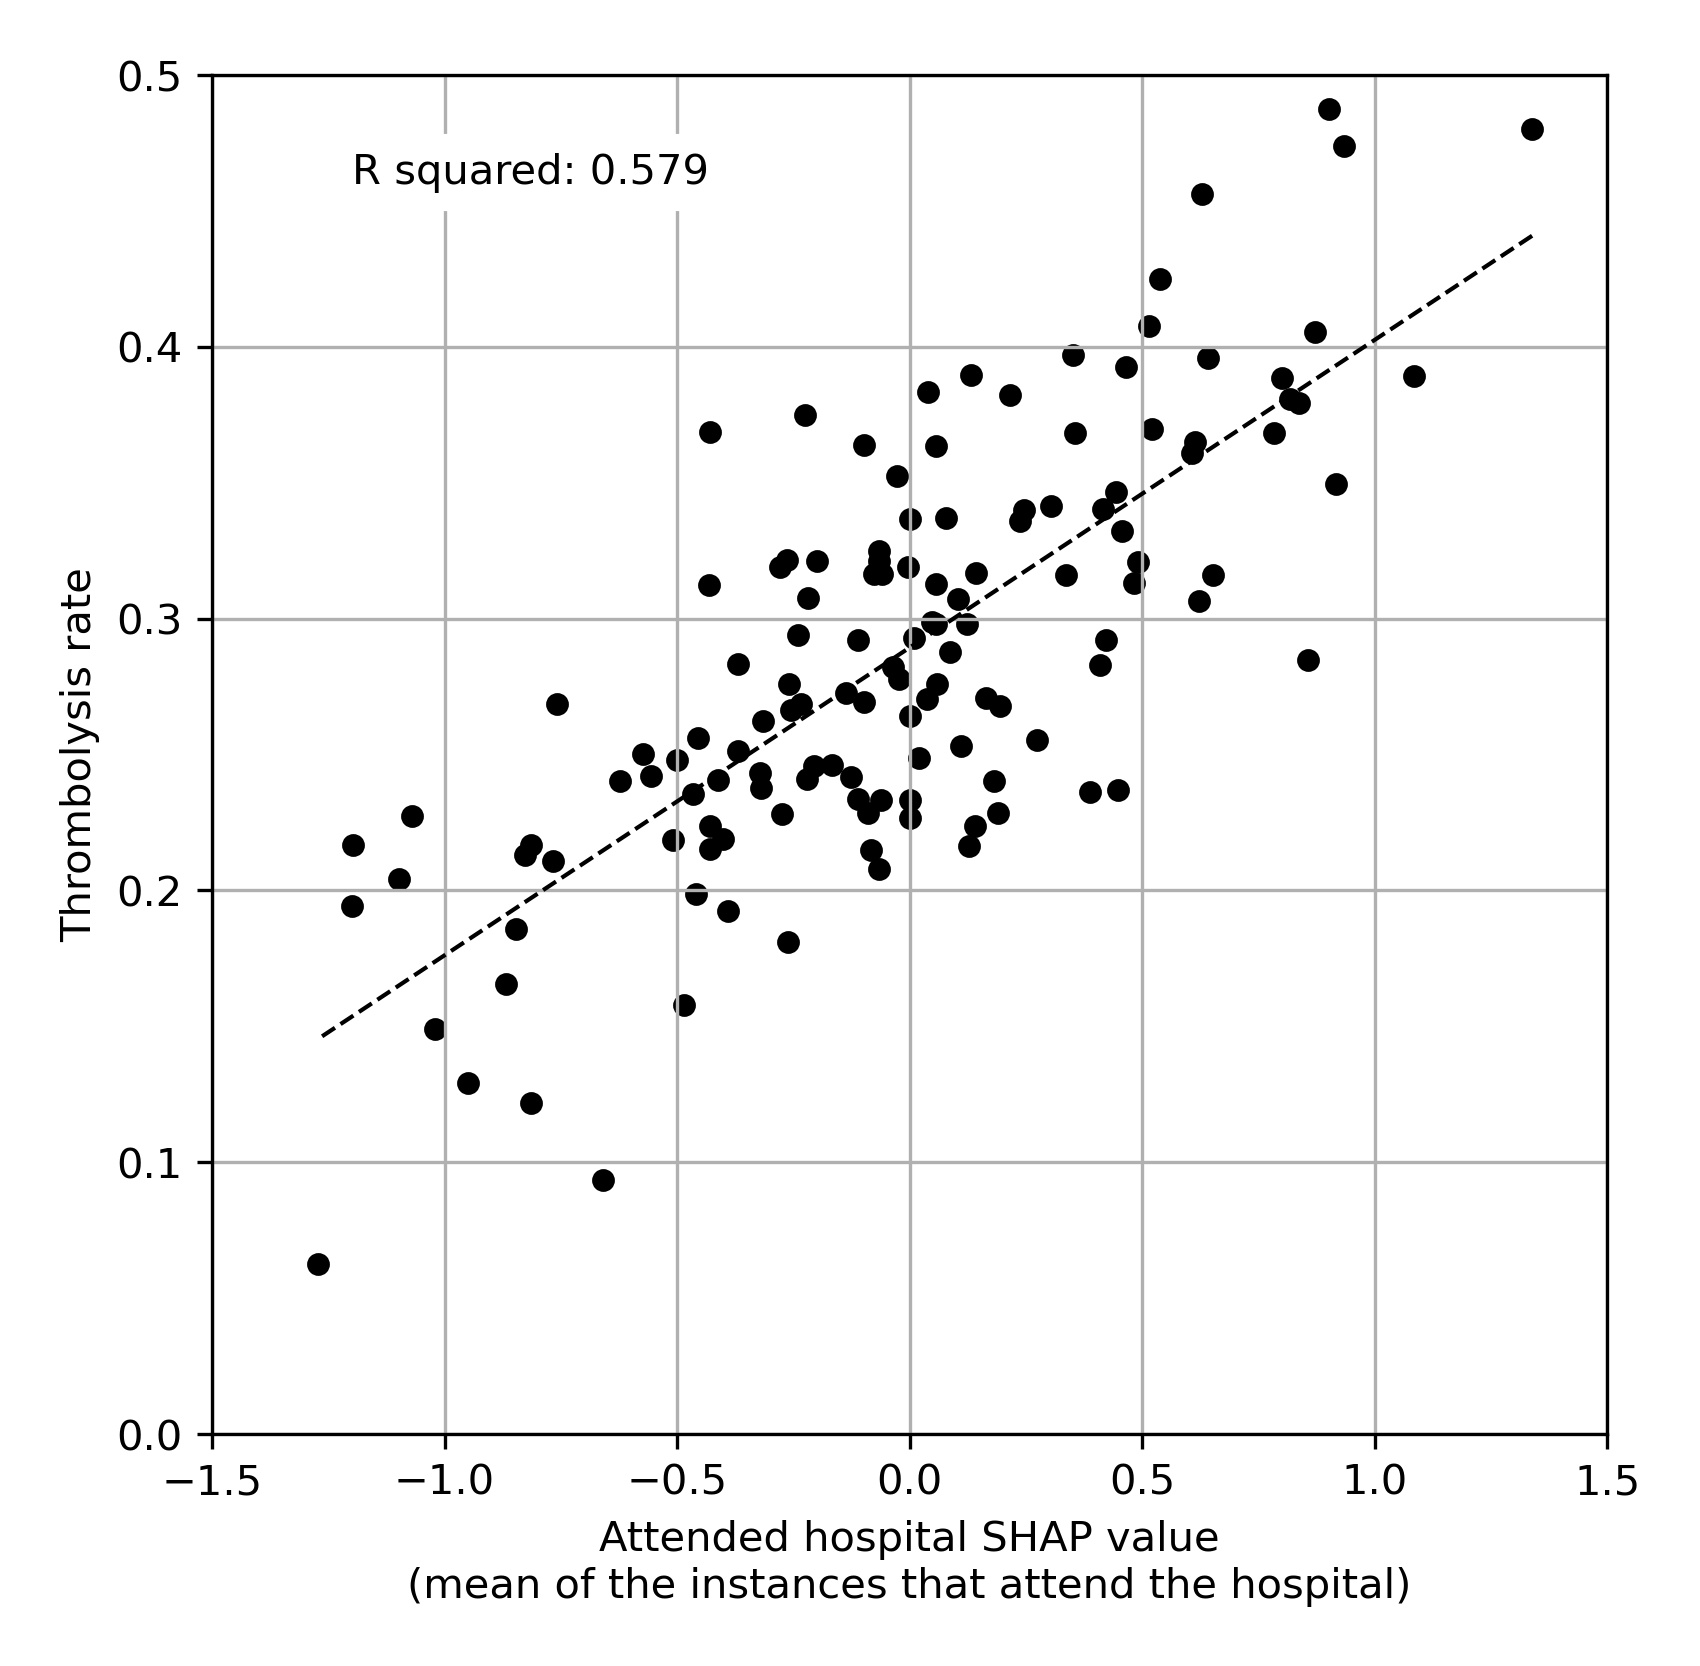 R squared: 0.579
Thrombolysis rate
0.5
0.4
0.3
0.2
0.1
0.0
−1.5 −1.0 −0.5 0.0 0.5 1.0 1.5
Attended hospital SHAP value
(mean of the instances that attend the hospital)